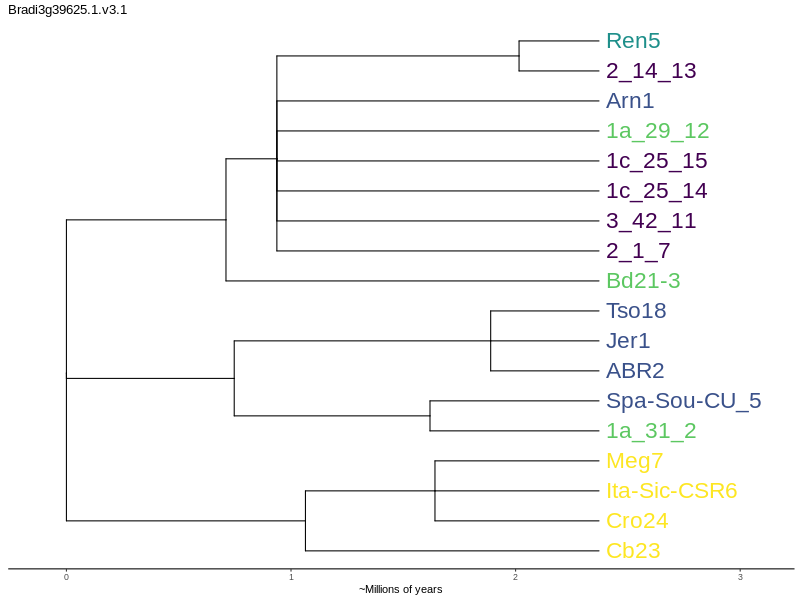 Bradi3g39625.1.v3.1
Ren5
2_14_13
Arn1
1a_29_12
1c_25_15
1c_25_14
3_42_11
2_1_7
Bd21-3
Tso18
Jer1
ABR2
Spa-Sou-CU_5
1a_31_2
Meg7
Ita-Sic-CSR6
Cro24
Cb23
0 1 2 3
~Millions of years